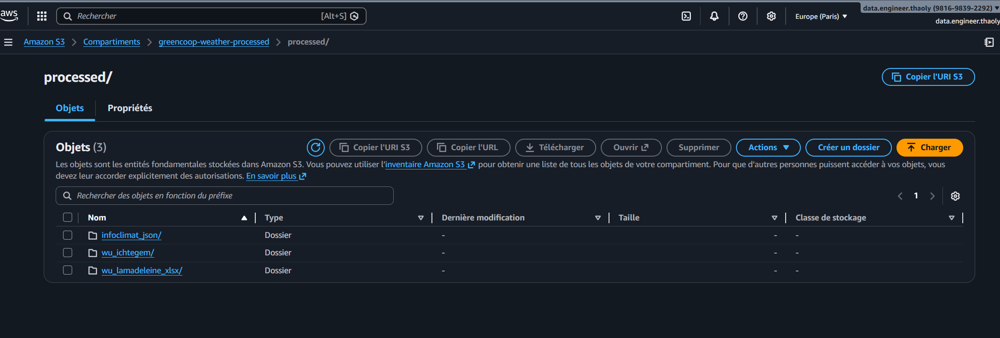 aws
Rechercher [Alt+S]
Europe (Paris)
data.engineer.thaoly (9816-9839-2292)
data.engineer.thaoly
Amazon S3 > Compartiments > greencoop-weather-processed > processed/
processed/
Copier l'URI S3
Objets Propriétés
Objets (3)
Copier l'URI S3 Copier l'URL Télécharger Ouvrir Supprimer Actions Créer un dossier Charger
Les objets sont les entités fondamentales stockées dans Amazon S3. Vous pouvez utiliser l’inventaire Amazon S3 pour obtenir une liste de tous les objets de votre compartiment. Pour que d’autres personnes puissent accéder à vos objets, vous
devez leur accorder explicitement des autorisations. En savoir plus
Rechercher des objets en fonction du préfixe
1
Nom Type Dernière modification Taille Classe de stockage
infoclimat_json/ Dossier - - -
wu_ichtegem/ Dossier - - -
wu_lamadeleine_xlsx/ Dossier - - -